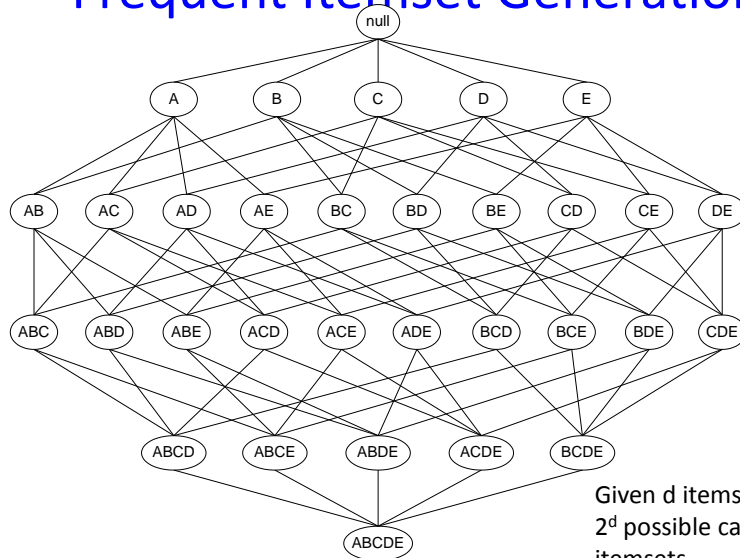 Frequent Itemset Generation
null
A B C D E
AB AC AD AE BC BD BE CD CE DE
ABC ABD ABE ACD ACE ADE BCD BCE BDE CDE
ABCD ABCE ABDE ACDE BCDE
Given d items
2ᵈ possible ca
ABCDE
itemsets